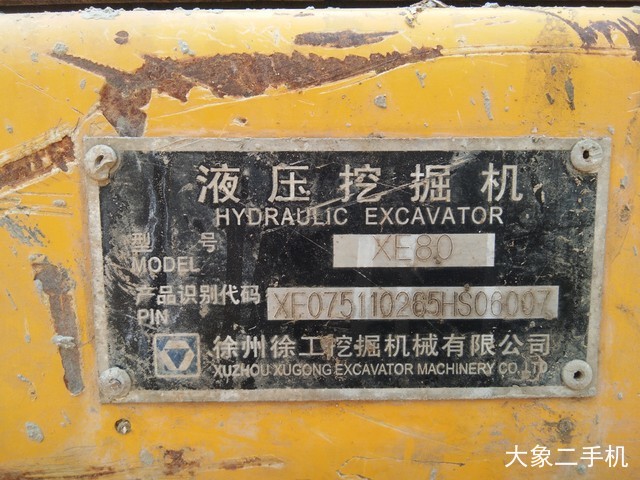 液压挖掘机
HYDRAULIC EXCAVATOR
型号 XE80
MODEL
产品识别代码 XF075110265HS06007
PIN
徐州徐工挖掘机械有限公司
XUZHOU XUGONG EXCAVATOR MACHINERY CO.,LTD
大象二手机